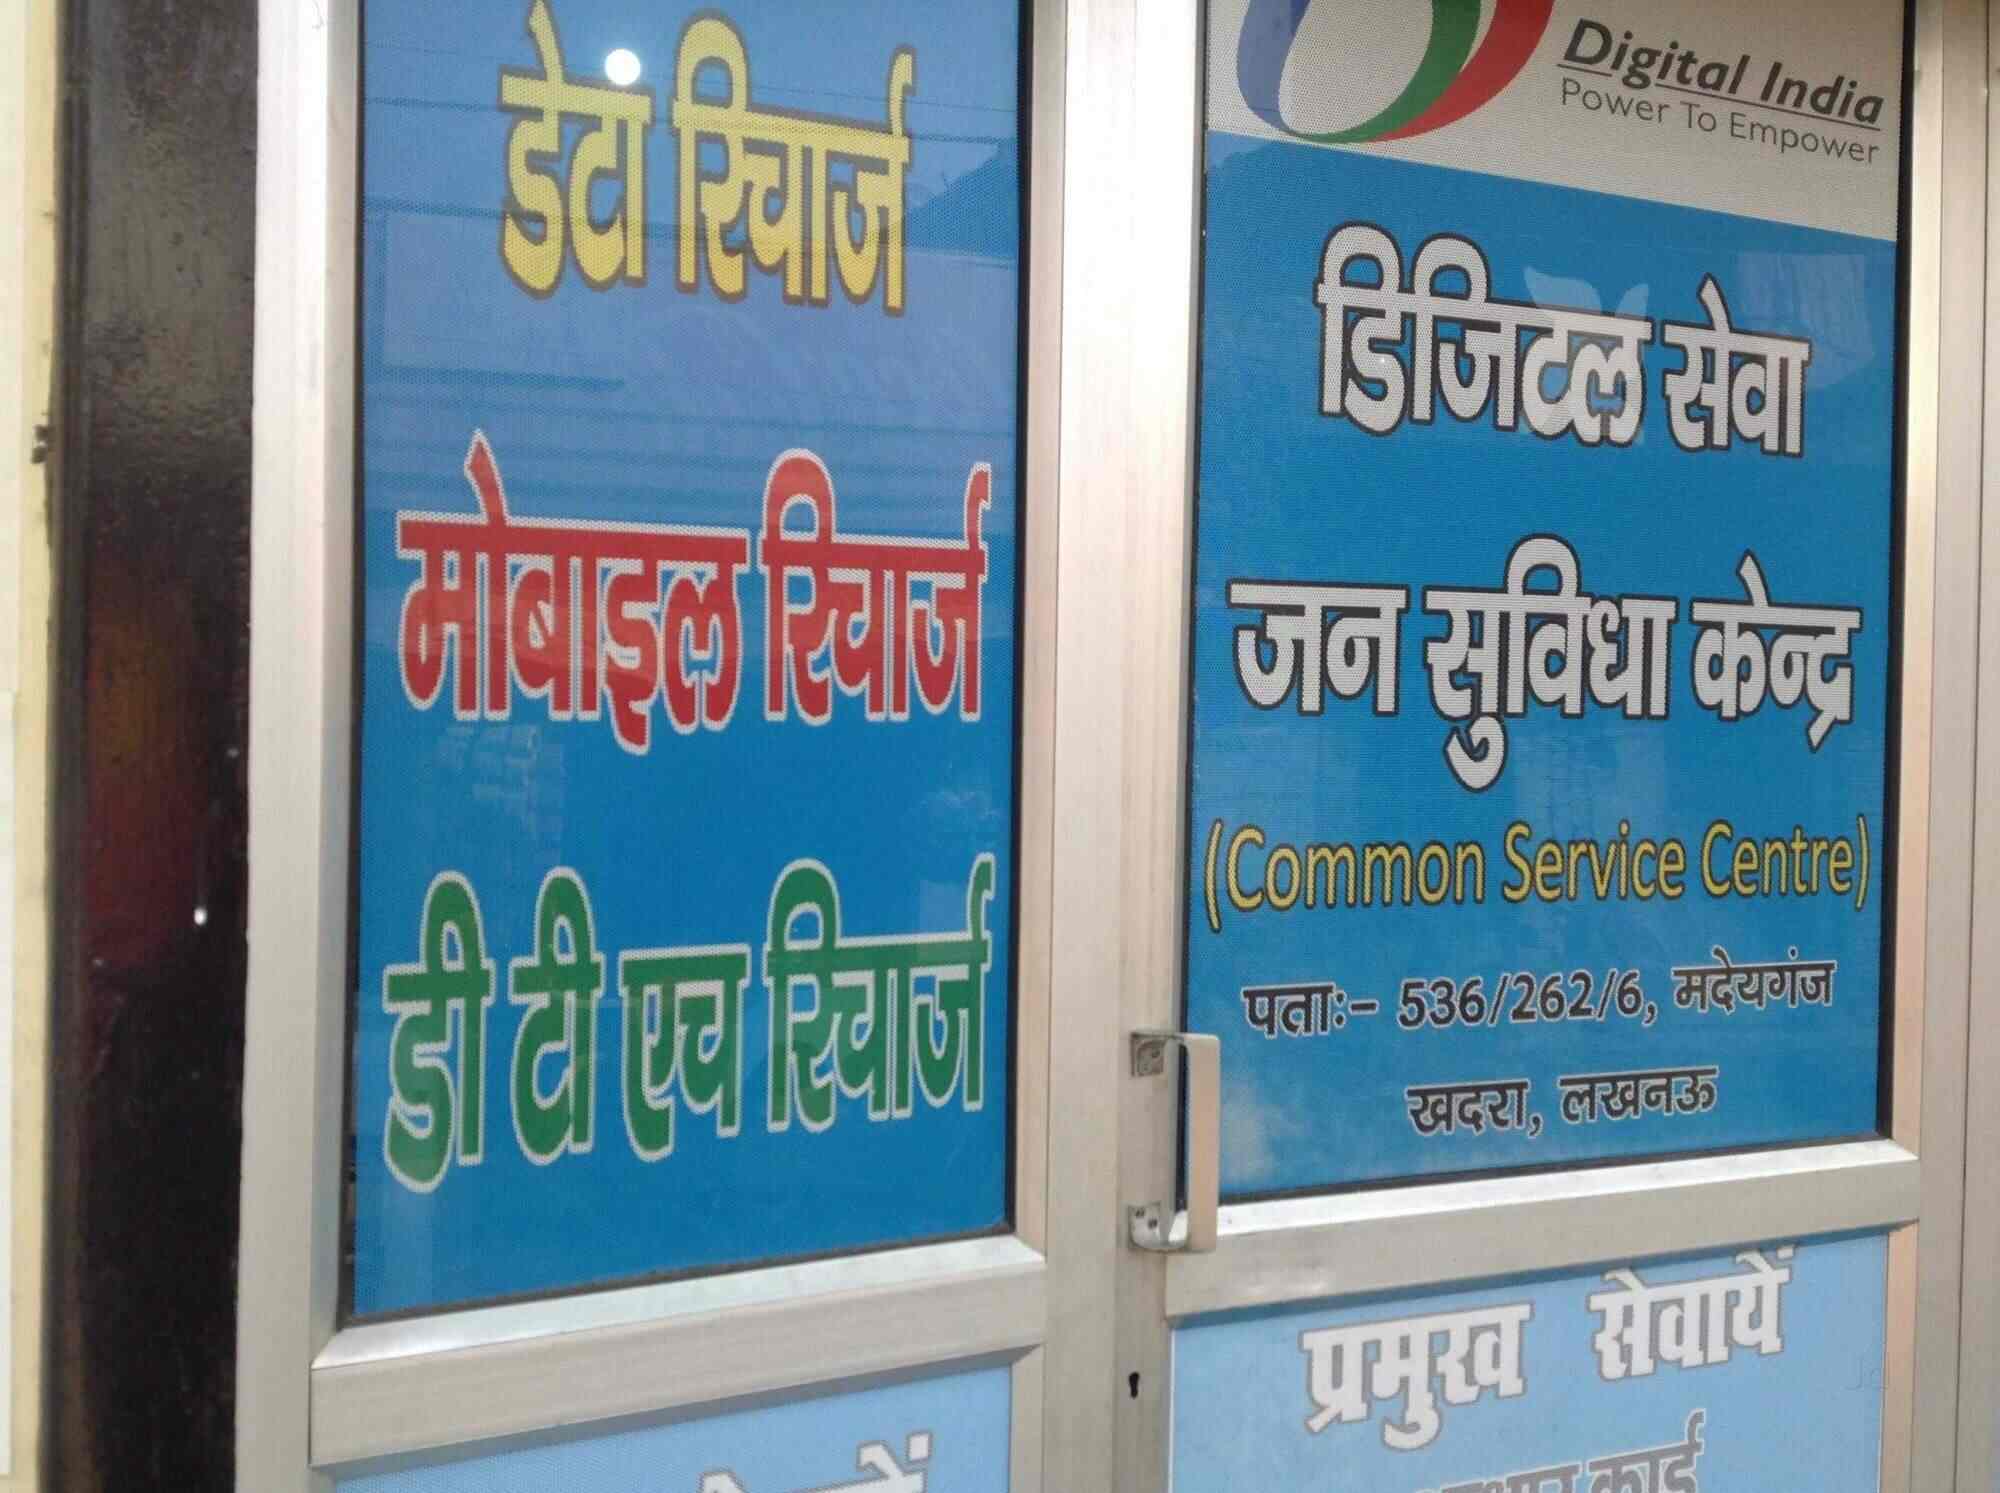 डेटा रिचार्ज
मोबाइल रिचार्ज
डी टी एच रिचार्ज
Digital India
Power To Empower
डिजिटल सेवा
जन सुविधा केन्द्र
(Common Service Centre)
पताः- 536/262/6, मदेयगंज
खदरा, लखनऊ
प्रमुख सेवायें
कार्ड